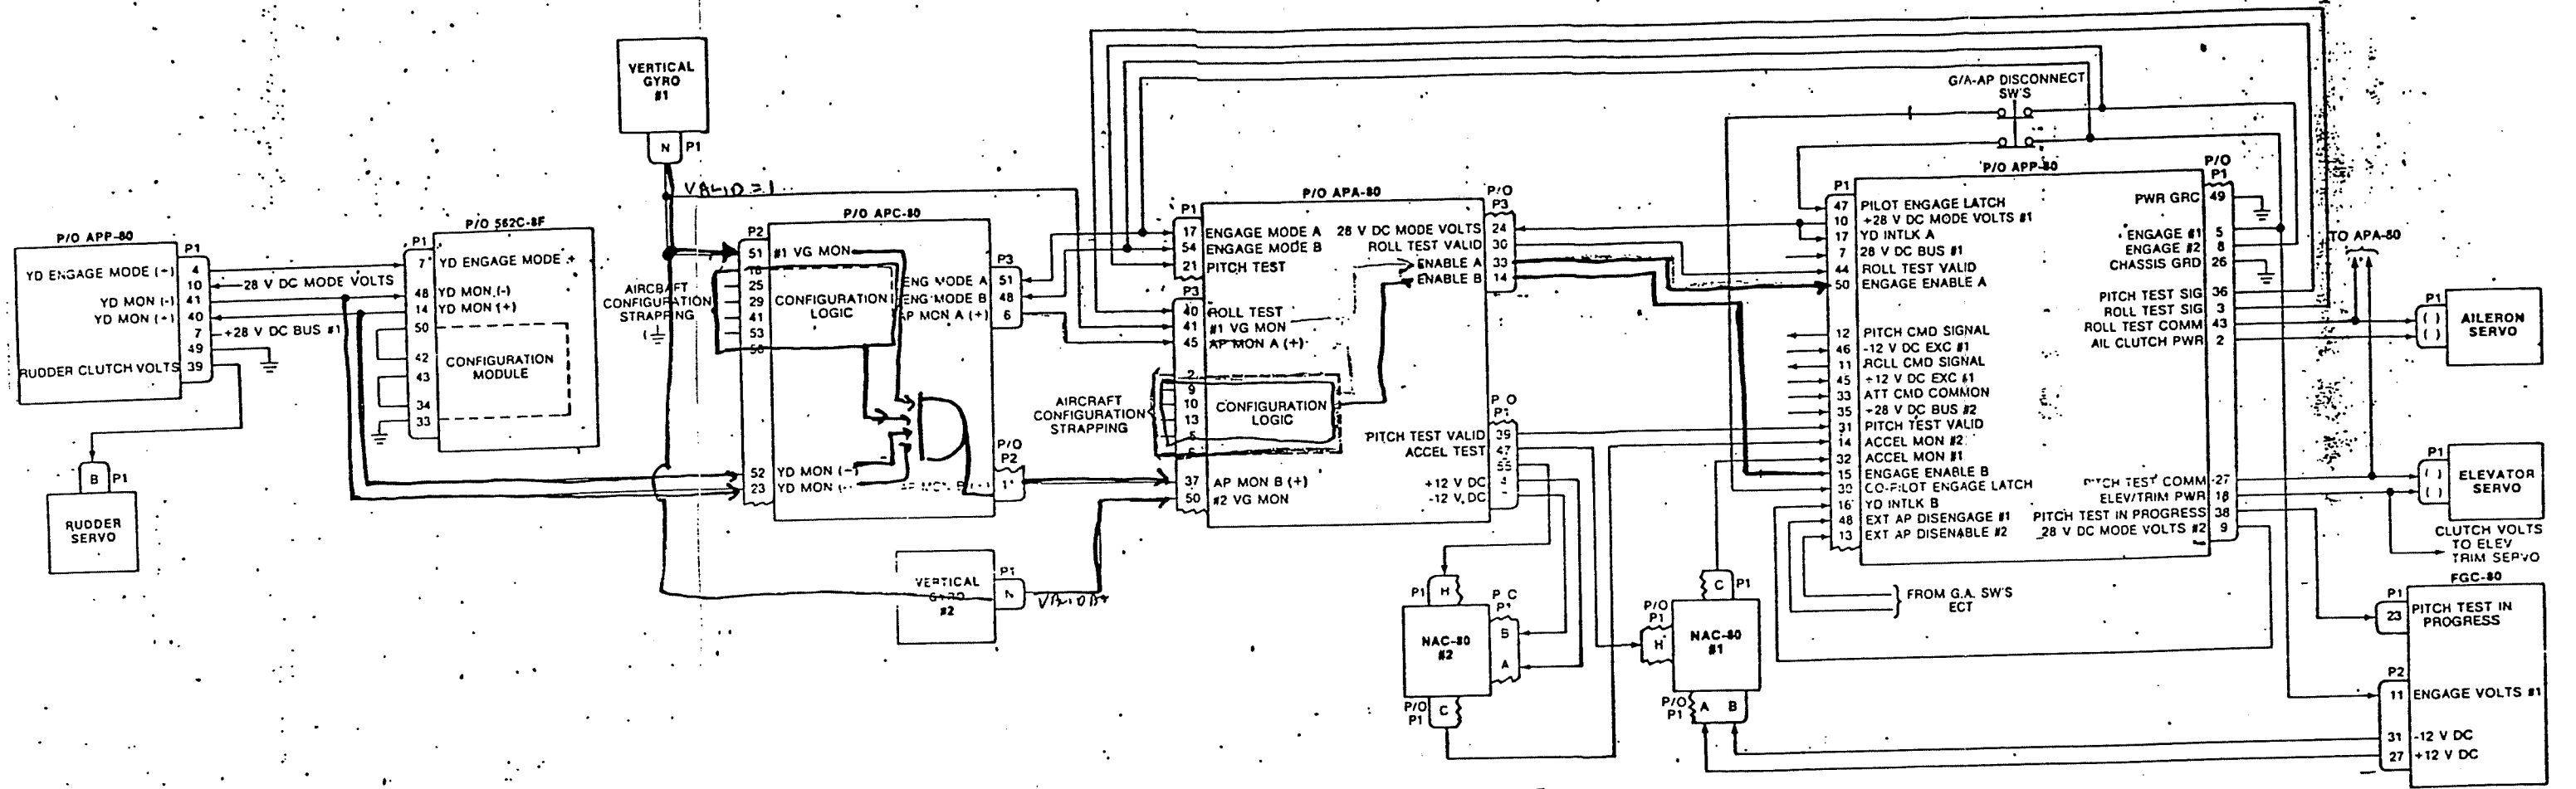 VERTICAL
GYRO
#1
N P1
VALID = 1
P/O APP-80
P1
YD ENGAGE MODE (+) 4
10 28 V DC MODE VOLTS
YD MON (-) 41
YD MON (+) 40
7 +28 V DC BUS #1
49
RUDDER CLUTCH VOLTS 39
B P1
RUDDER
SERVO
P/O 562C-8F
P1
7 YD ENGAGE MODE +
48 YD MON (-)
14 YD MON (+)
50
42
43
34
33
CONFIGURATION
MODULE
AIRCRAFT
CONFIGURATION
STRAPPING
P/O APC-80
P2
51 #1 VG MON
18
25
29
41
53
CONFIGURATION
LOGIC
52 YD MON (-)
23 YD MON
P3
ENG MODE A 51
ENG MODE B 48
AP MON A (+) 6
P/O
P2
VERTICAL
GYRO
#2
P1
N
P/O APA-80
P1
17 ENGAGE MODE A
54 ENGAGE MODE B
21 PITCH TEST
P3
40 ROLL TEST
41 #1 VG MON
45 AP MON A (+)
2
9
10
13
5
AIRCRAFT
CONFIGURATION
STRAPPING
CONFIGURATION
LOGIC
37 AP MON B (+)
50 #2 VG MON
P/O
P3
28 V DC MODE VOLTS 24
ROLL TEST VALID 30
ENABLE A 33
ENABLE B 14
P1
PITCH TEST VALID 39
ACCEL TEST 47
55
+12 V DC
-12 V DC
P1 H
NAC-80
#2
P1
B
A
P/O
P1 C
C P1
P/O
P1
H
NAC-80
#1
P/O
P1 A B
G/A-AP DISCONNECT
SW'S
P/O APP-80
P1
47 PILOT ENGAGE LATCH
10 +28 V DC MODE VOLTS #1
17 YD INTLK A
7 28 V DC BUS #1
44 ROLL TEST VALID
50 ENGAGE ENABLE A
12 PITCH CMD SIGNAL
46 -12 V DC EXC #1
11 ROLL CMD SIGNAL
45 +12 V DC EXC #1
33 ATT CMD COMMON
35 +28 V DC BUS #2
31 PITCH TEST VALID
14 ACCEL MON #2
32 ACCEL MON #1
15 ENGAGE ENABLE B
30 CO-PILOT ENGAGE LATCH
16 YD INTLK B
48 EXT AP DISENGAGE #1
13 EXT AP DISENABLE #2
FROM G.A. SW'S
ECT
P/O
P1
PWR GRC 49
ENGAGE #1 5
ENGAGE #2 8
CHASSIS GRD 26
PITCH TEST SIG 36
ROLL TEST SIG 3
ROLL TEST COMM 43
AIL CLUTCH PWR 2
PITCH TEST COMM 27
ELEV/TRIM PWR 18
PITCH TEST IN PROGRESS 38
28 V DC MODE VOLTS #2 9
TO APA-80
P1
( )
( )
AILERON
SERVO
P1
( )
( )
ELEVATOR
SERVO
CLUTCH VOLTS
TO ELEV
TRIM SERVO
FGC-80
P1
23 PITCH TEST IN
PROGRESS
P2
11 ENGAGE VOLTS #1
31 -12 V DC
27 +12 V DC